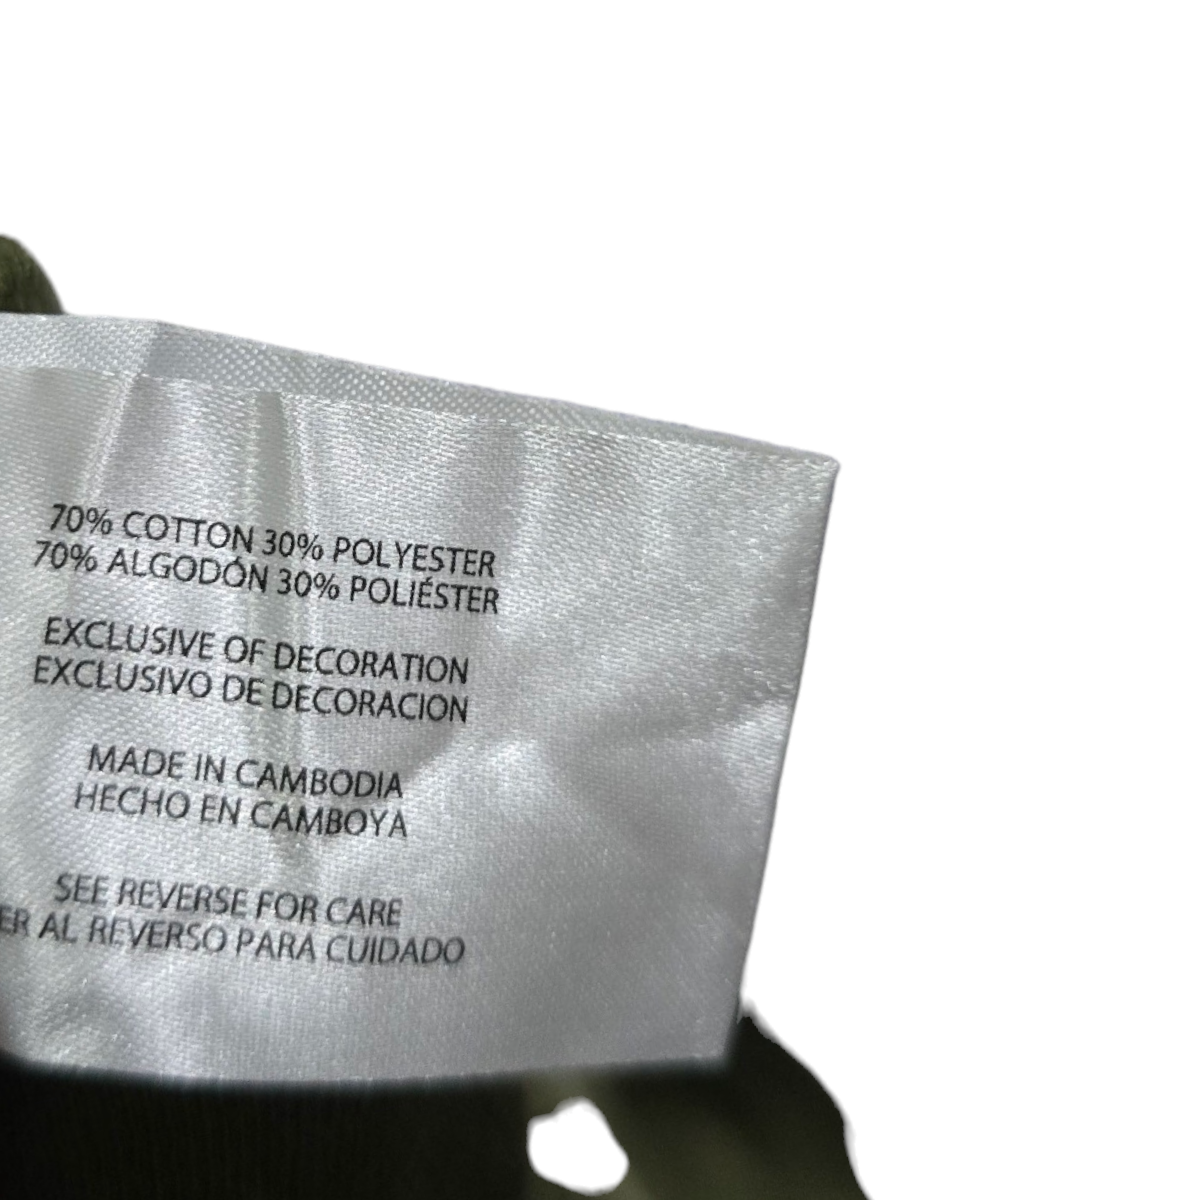 70% COTTON 30% POLYESTER
70% ALGODÓN 30% POLIÉSTER
EXCLUSIVE OF DECORATION
EXCLUSIVO DE DECORACION
MADE IN CAMBODIA
HECHO EN CAMBOYA
SEE REVERSE FOR CARE
ER AL REVERSO PARA CUIDADO